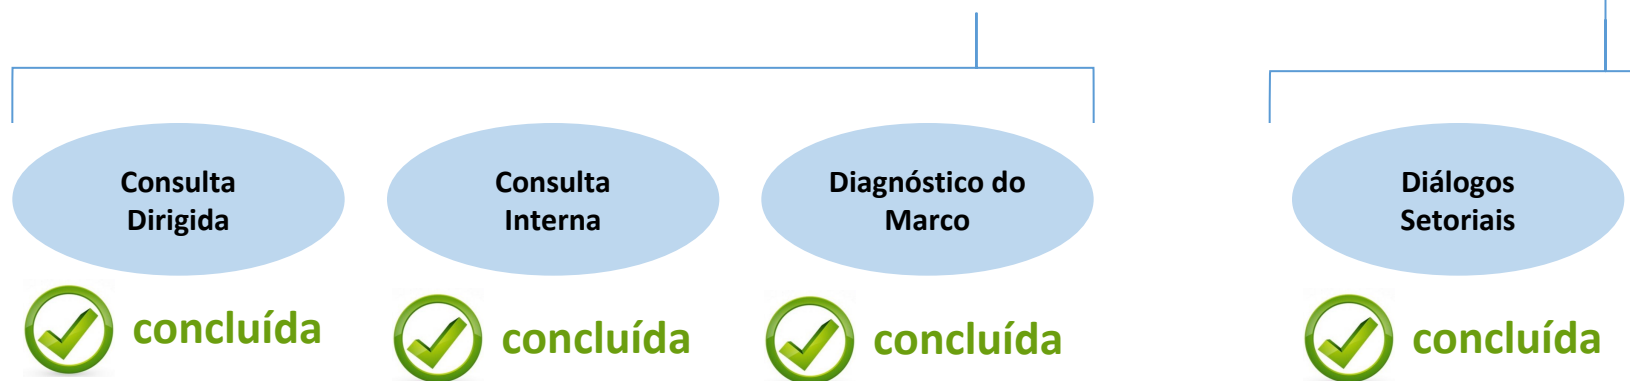 Consulta
Dirigida
Consulta
Interna
Diagnóstico do
Marco
Diálogos
Setoriais
concluída
concluída
concluída
concluída